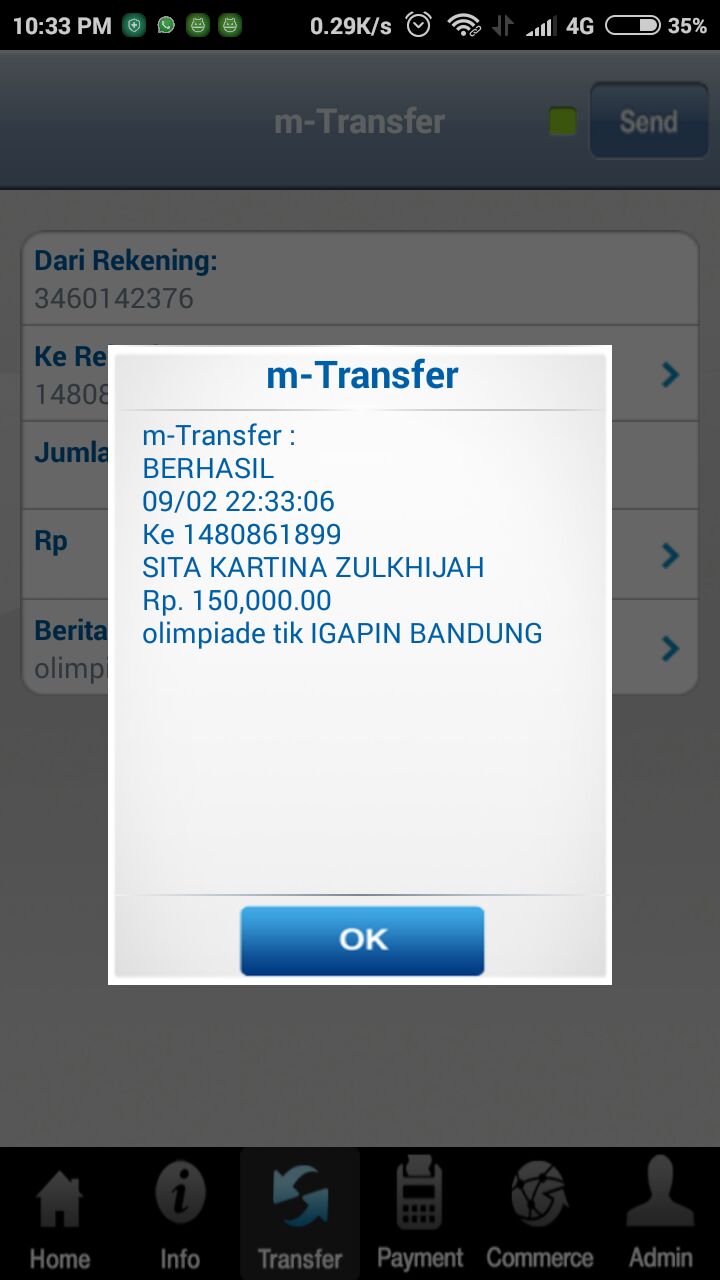 10:33 PM 0.29K/s 4G 35%
m-Transfer Send
Dari Rekening:
3460142376
Ke Re
14808
Jumla
Rp
Berita
olimpi
m-Transfer
m-Transfer :
BERHASIL
09/02 22:33:06
Ke 1480861899
SITA KARTINA ZULKHIJAH
Rp. 150,000.00
olimpiade tik IGAPIN BANDUNG
OK
Home Info Transfer Payment Commerce Admin